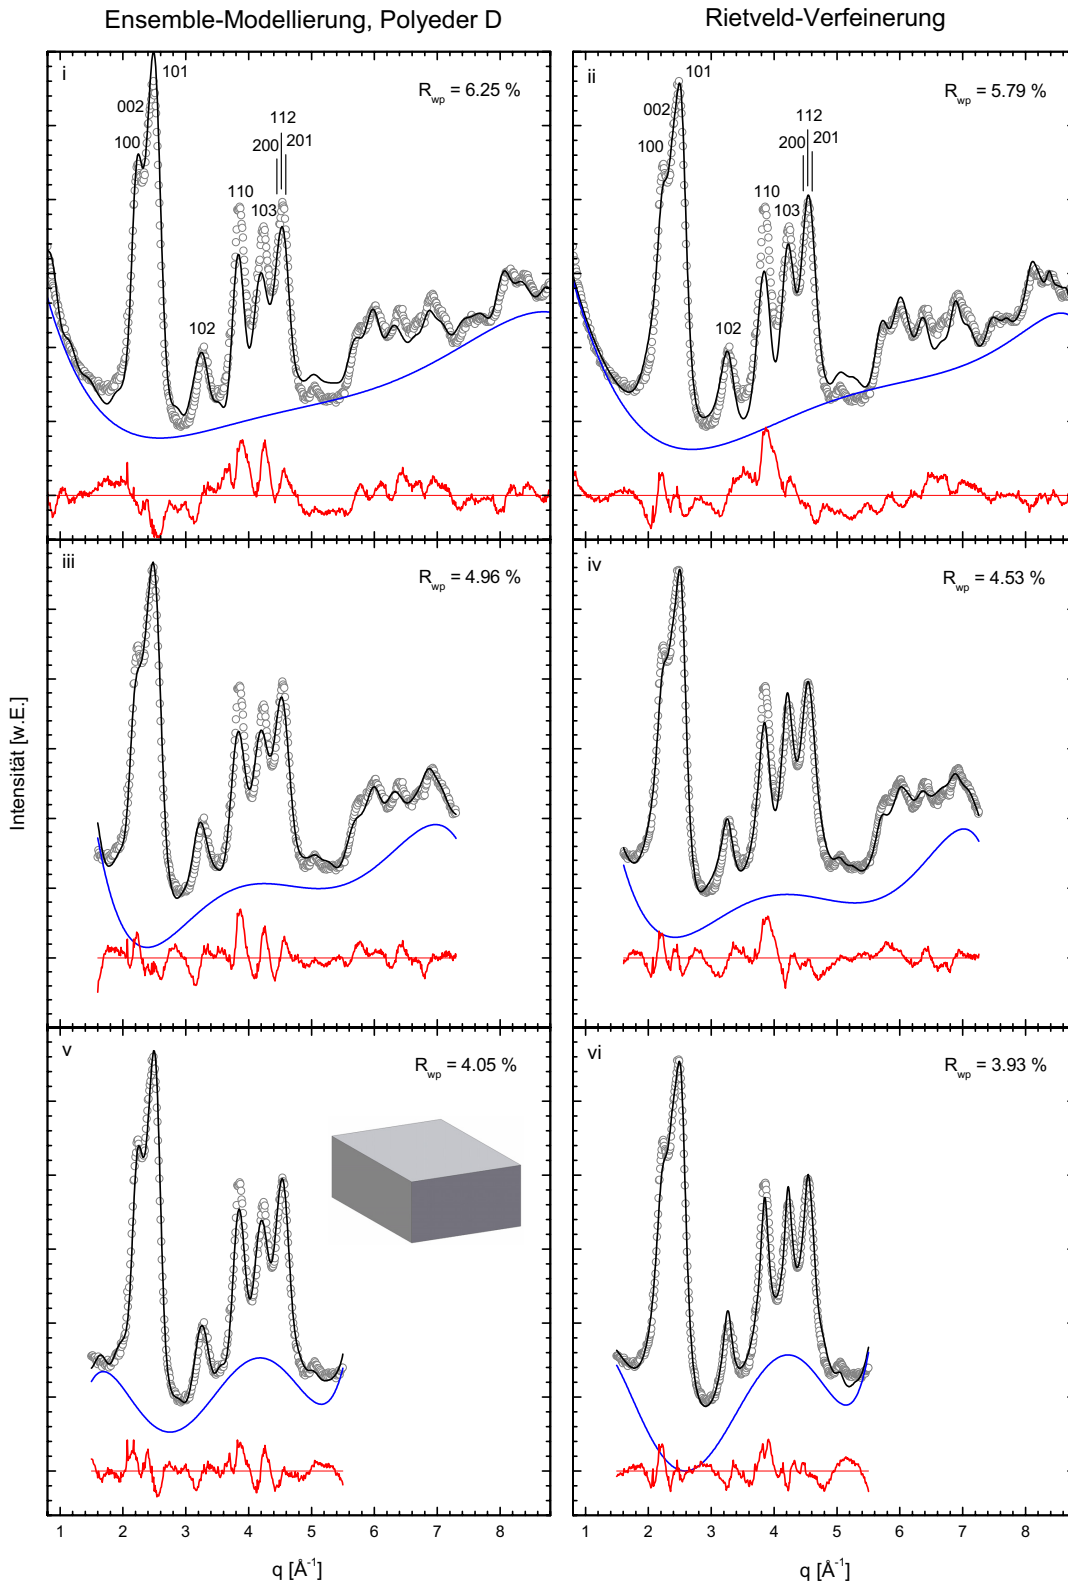 Ensemble-Modellierung, Polyeder D
Rietveld-Verfeinerung
i
101
002
100
R_wp = 6.25 %
112
200 201
110
103
102
ii
101
002
100
R_wp = 5.79 %
112
200 201
110
103
102
iii
R_wp = 4.96 %
iv
R_wp = 4.53 %
v
R_wp = 4.05 %
vi
R_wp = 3.93 %
Intensität [w.E.]
1 2 3 4 5 6 7 8
1 2 3 4 5 6 7 8
q [Å⁻¹]
q [Å⁻¹]